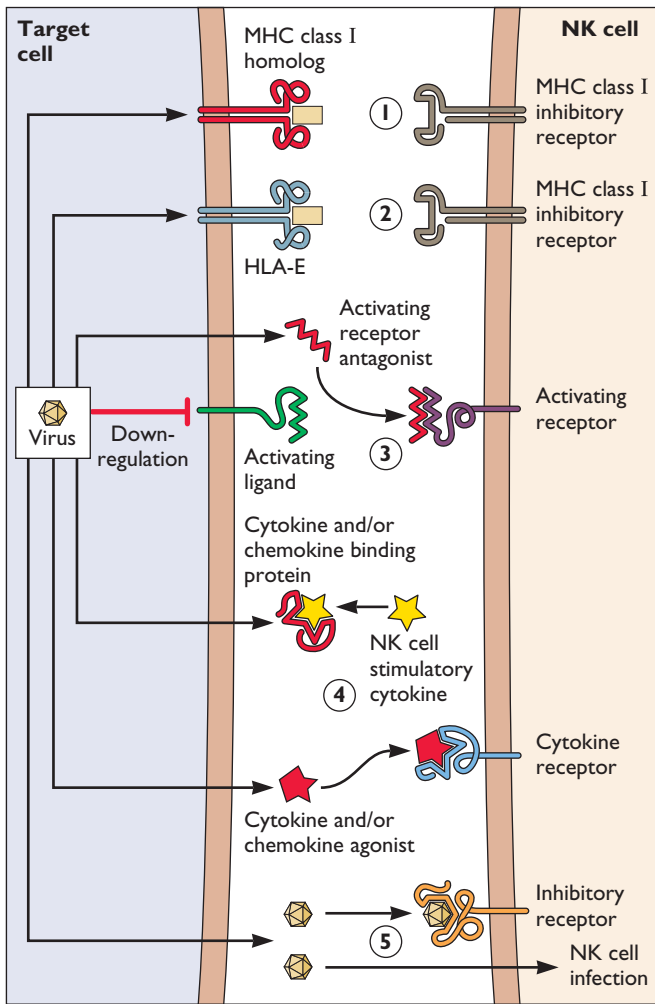 Target
cell
NK cell
MHC class I
homolog
1
MHC class I
inhibitory
receptor
2
MHC class I
inhibitory
receptor
HLA-E
Activating
receptor
antagonist
Virus
Down-
regulation
Activating
ligand
3
Activating
receptor
Cytokine and/or
chemokine binding
protein
NK cell
stimulatory
cytokine
4
Cytokine
receptor
Cytokine and/or
chemokine agonist
Inhibitory
receptor
5
NK cell
infection